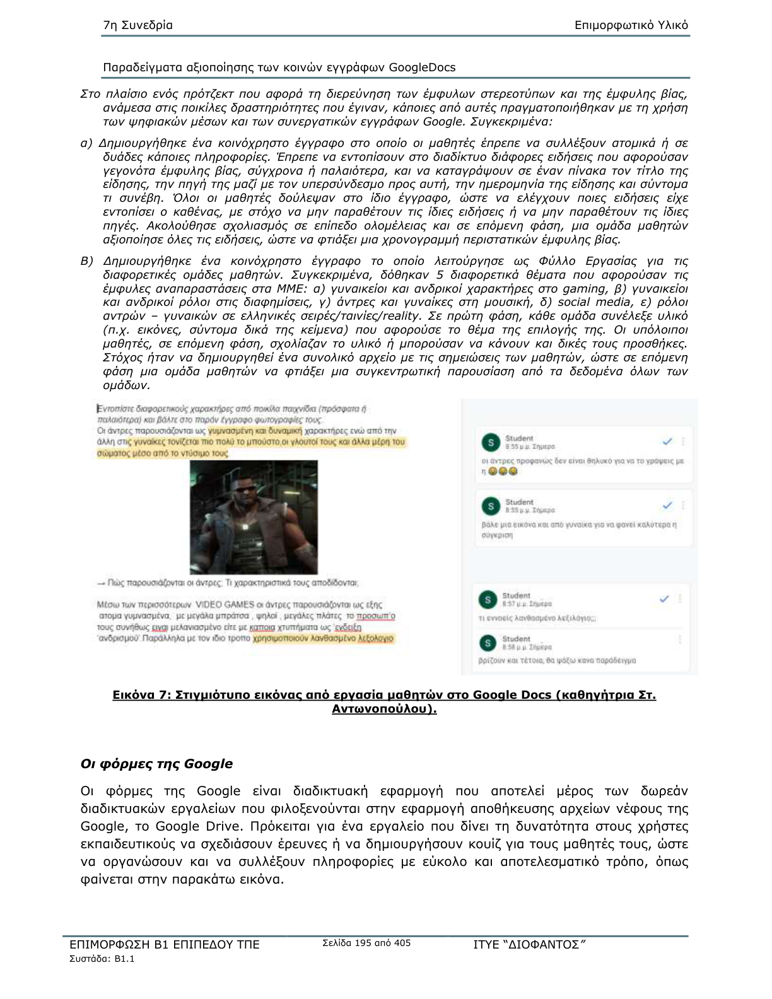 7η Συνεδρία Επιμορφωτικό Υλικό
Παραδείγματα αξιοποίησης των κοινών εγγράφων GoogleDocs
Στο πλαίσιο ενός πρότζεκτ που αφορά τη διερεύνηση των έμφυλων στερεοτύπων και της έμφυλης βίας,
ανάμεσα στις ποικίλες δραστηριότητες που έγιναν, κάποιες από αυτές πραγματοποιήθηκαν με τη χρήση
των ψηφιακών μέσων και των συνεργατικών εγγράφων Google. Συγκεκριμένα:
α) Δημιουργήθηκε ένα κοινόχρηστο έγγραφο στο οποίο οι μαθητές έπρεπε να συλλέξουν ατομικά ή σε
δυάδες κάποιες πληροφορίες. Έπρεπε να εντοπίσουν στο διαδίκτυο διάφορες ειδήσεις που αφορούσαν
γεγονότα έμφυλης βίας, σύγχρονα ή παλαιότερα, και να καταγράψουν σε έναν πίνακα τον τίτλο της
είδησης, την πηγή της μαζί με τον υπερσύνδεσμο προς αυτή, την ημερομηνία της είδησης και σύντομα
τι συνέβη. Όλοι οι μαθητές δούλεψαν στο ίδιο έγγραφο, ώστε να ελέγχουν ποιες ειδήσεις είχε
εντοπίσει ο καθένας, με στόχο να μην παραθέτουν τις ίδιες ειδήσεις ή να μην παραθέτουν τις ίδιες
πηγές. Ακολούθησε σχολιασμός σε επίπεδο ολομέλειας και σε επόμενη φάση, μια ομάδα μαθητών
αξιοποίησε όλες τις ειδήσεις, ώστε να φτιάξει μια χρονογραμμή περιστατικών έμφυλης βίας.
Β) Δημιουργήθηκε ένα κοινόχρηστο έγγραφο το οποίο λειτούργησε ως Φύλλο Εργασίας για τις
διαφορετικές ομάδες μαθητών. Συγκεκριμένα, δόθηκαν 5 διαφορετικά θέματα που αφορούσαν τις
έμφυλες αναπαραστάσεις στα ΜΜΕ: α) γυναικείοι και ανδρικοί χαρακτήρες στο gaming, β) γυναικείοι
και ανδρικοί ρόλοι στις διαφημίσεις, γ) άντρες και γυναίκες στη μουσική, δ) social media, ε) ρόλοι
αντρών – γυναικών σε ελληνικές σειρές/ταινίες/reality. Σε πρώτη φάση, κάθε ομάδα συνέλεξε υλικό
(π.χ. εικόνες, σύντομα δικά της κείμενα) που αφορούσε το θέμα της επιλογής της. Οι υπόλοιποι
μαθητές, σε επόμενη φάση, σχολίαζαν το υλικό ή μπορούσαν να κάνουν και δικές τους προσθήκες.
Στόχος ήταν να δημιουργηθεί ένα συνολικό αρχείο με τις σημειώσεις των μαθητών, ώστε σε επόμενη
φάση μια ομάδα μαθητών να φτιάξει μια συγκεντρωτική παρουσίαση από τα δεδομένα όλων των
ομάδων.
Εντοπίστε διαφορετικούς χαρακτήρες από ποικίλα παιχνίδια (πρόσφατα ή
παλαιότερα) και βάλτε στο παρόν έγγραφο φωτογραφίες τους.
Οι άντρες παρουσιάζονται ως γυμνασμένη και δυναμική χαρακτήρες ενώ από την
άλλη στις γυναίκες τονίζεται πιο πολύ το μπούστο,οι γλουτοί τους και άλλα μέρη του
σώματος μέσο από το ντύσιμο τους
→ Πώς παρουσιάζονται οι άντρες; Τι χαρακτηριστικά τους αποδίδονται;
Μέσω των περισσότερων VIDEO GAMES οι άντρες παρουσιάζονται ως εξης
ατομα γυμνασμένα, με μεγάλα μπράτσα , ψηλοί , μεγάλες πλάτες το προσωπ'ο
τους συνήθως ειναι μελανιασμένο είτε με καποια χτυπήματα ως 'ενδειξη
'ανδρισμού'.Παράλληλα με τον ιδιο τροπο χρησιμοποιούν λανθασμένο λεξολογιο
S Student
8:55 μ.μ. Σήμερα
οι άντρες προφανώς δεν είναι θηλυκό για να το γράψεις με
η 😂😂😂
S Student
8:55 μ.μ. Σήμερα
βάλε μια εικόνα και από γυναίκα για να φανεί καλύτερα η
σύγκριση
S Student
8:57 μ.μ. Σήμερα
τι εννοείς λανθασμένο λεξιλόγιο;;;
S Student
8:58 μ.μ. Σήμερα
βρίζουν και τέτοια, θα ψάξω κανα παράδειγμα
Εικόνα 7: Στιγμιότυπο εικόνας από εργασία μαθητών στο Google Docs (καθηγήτρια Στ.
Αντωνοπούλου).
Οι φόρμες της Google
Οι φόρμες της Google είναι διαδικτυακή εφαρμογή που αποτελεί μέρος των δωρεάν
διαδικτυακών εργαλείων που φιλοξενούνται στην εφαρμογή αποθήκευσης αρχείων νέφους της
Google, το Google Drive. Πρόκειται για ένα εργαλείο που δίνει τη δυνατότητα στους χρήστες
εκπαιδευτικούς να σχεδιάσουν έρευνες ή να δημιουργήσουν κουίζ για τους μαθητές τους, ώστε
να οργανώσουν και να συλλέξουν πληροφορίες με εύκολο και αποτελεσματικό τρόπο, όπως
φαίνεται στην παρακάτω εικόνα.
ΕΠΙΜΟΡΦΩΣΗ Β1 ΕΠΙΠΕΔΟΥ ΤΠΕ Σελίδα 195 από 405 ΙΤΥΕ “ΔΙΟΦΑΝΤΟΣ”
Συστάδα: Β1.1